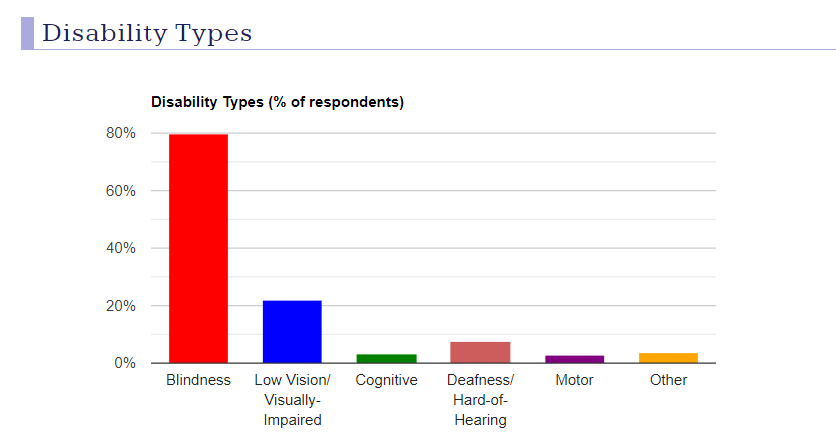 Disability Types
Disability Types (% of respondents)
80%
60%
40%
20%
0%
Blindness
Low Vision/
Visually-
Impaired
Cognitive
Deafness/
Hard-of-
Hearing
Motor
Other